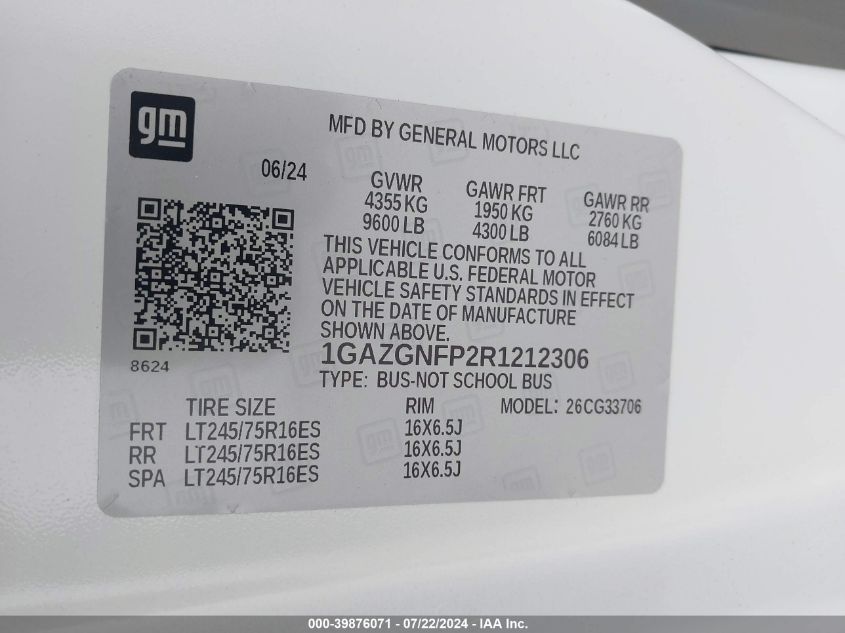 gm
MFD BY GENERAL MOTORS LLC
06/24
GVWR GAWR FRT GAWR RR
4355 KG 1950 KG 2760 KG
9600 LB 4300 LB 6084 LB
THIS VEHICLE CONFORMS TO ALL
APPLICABLE U.S. FEDERAL MOTOR
VEHICLE SAFETY STANDARDS IN EFFECT
ON THE DATE OF MANUFACTURE
SHOWN ABOVE.
8624
1GAZGNFP2R1212306
TYPE: BUS-NOT SCHOOL BUS
TIRE SIZE RIM MODEL: 26CG33706
FRT LT245/75R16ES 16X6.5J
RR LT245/75R16ES 16X6.5J
SPA LT245/75R16ES 16X6.5J
000-39876071 - 07/22/2024 - IAA Inc.